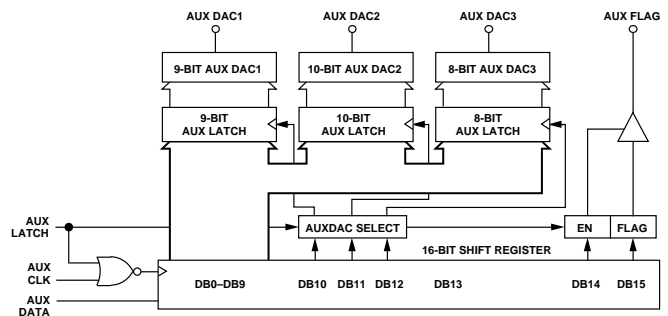 AUX DAC1 AUX DAC2 AUX DAC3 AUX FLAG
9-BIT AUX DAC1 10-BIT AUX DAC2 8-BIT AUX DAC3
9-BIT AUX LATCH
10-BIT AUX LATCH
8-BIT AUX LATCH
AUX LATCH
AUXDAC SELECT EN FLAG
16-BIT SHIFT REGISTER
AUX CLK
DB0–DB9 DB10 DB11 DB12 DB13 DB14 DB15
AUX DATA